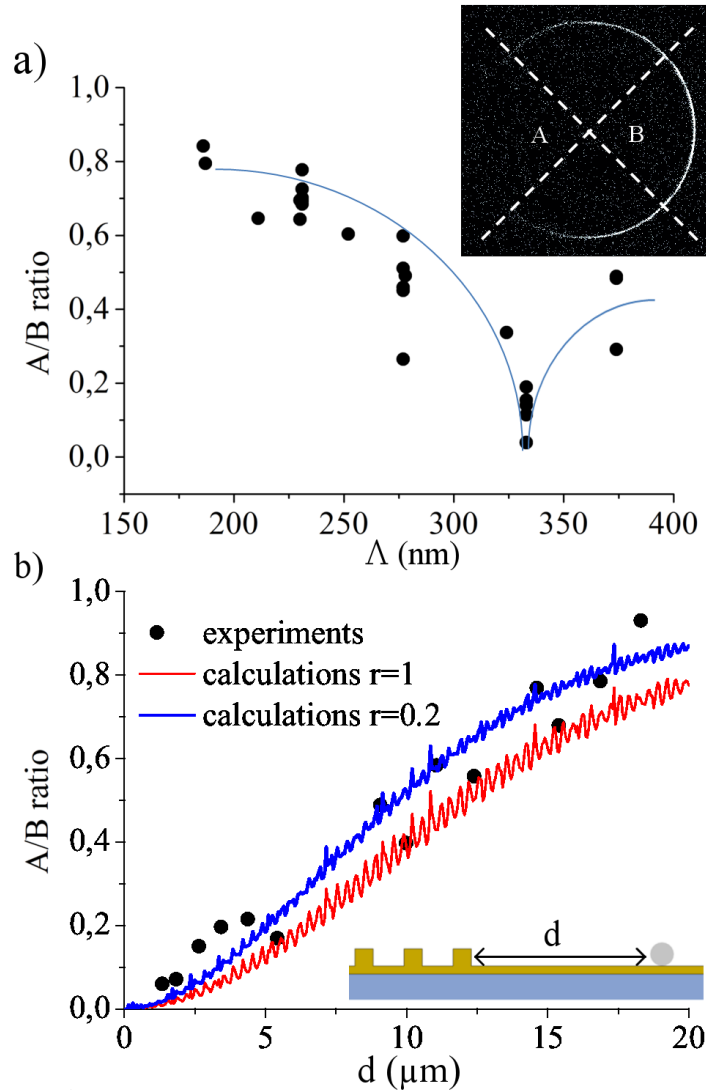 a)
A/B ratio
1,0
0,8
0,6
0,4
0,2
0,0
150 200 250 300 350 400
Λ (nm)
A B
b)
A/B ratio
1,0
0,8
0,6
0,4
0,2
0,0
experiments
calculations r=1
calculations r=0.2
d
0 5 10 15 20
d (µm)